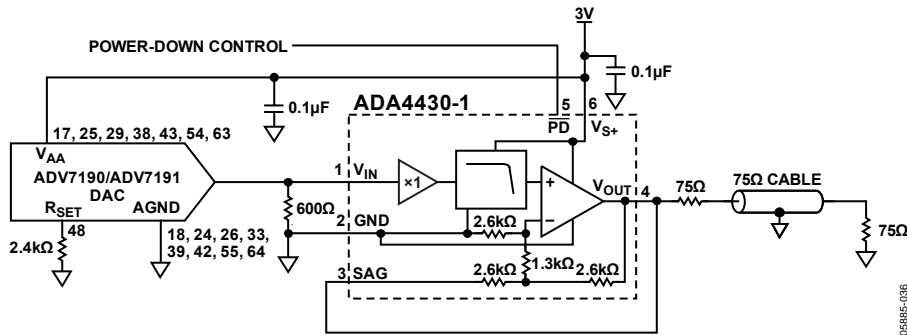 3V
POWER-DOWN CONTROL
0.1µF
0.1µF
ADA4430-1
5
6
PD
VS+
17, 25, 29, 38, 43, 54, 63
VAA
ADV7190/ADV7191
DAC
RSET
AGND
1
VIN
×1
+
−
VOUT
4
75Ω
75Ω CABLE
75Ω
600Ω
2
GND
2.6kΩ
48
2.4kΩ
18, 24, 26, 33,
39, 42, 55, 64
1.3kΩ
3
SAG
2.6kΩ
2.6kΩ
05885-036